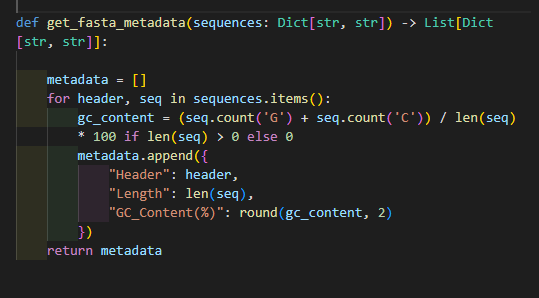 def get_fasta_metadata(sequences: Dict[str, str]) -> List[Dict
[str, str]]:
metadata = []
for header, seq in sequences.items():
gc_content = (seq.count('G') + seq.count('C')) / len(seq)
* 100 if len(seq) > 0 else 0
metadata.append({
"Header": header,
"Length": len(seq),
"GC_Content(%)": round(gc_content, 2)
})
return metadata